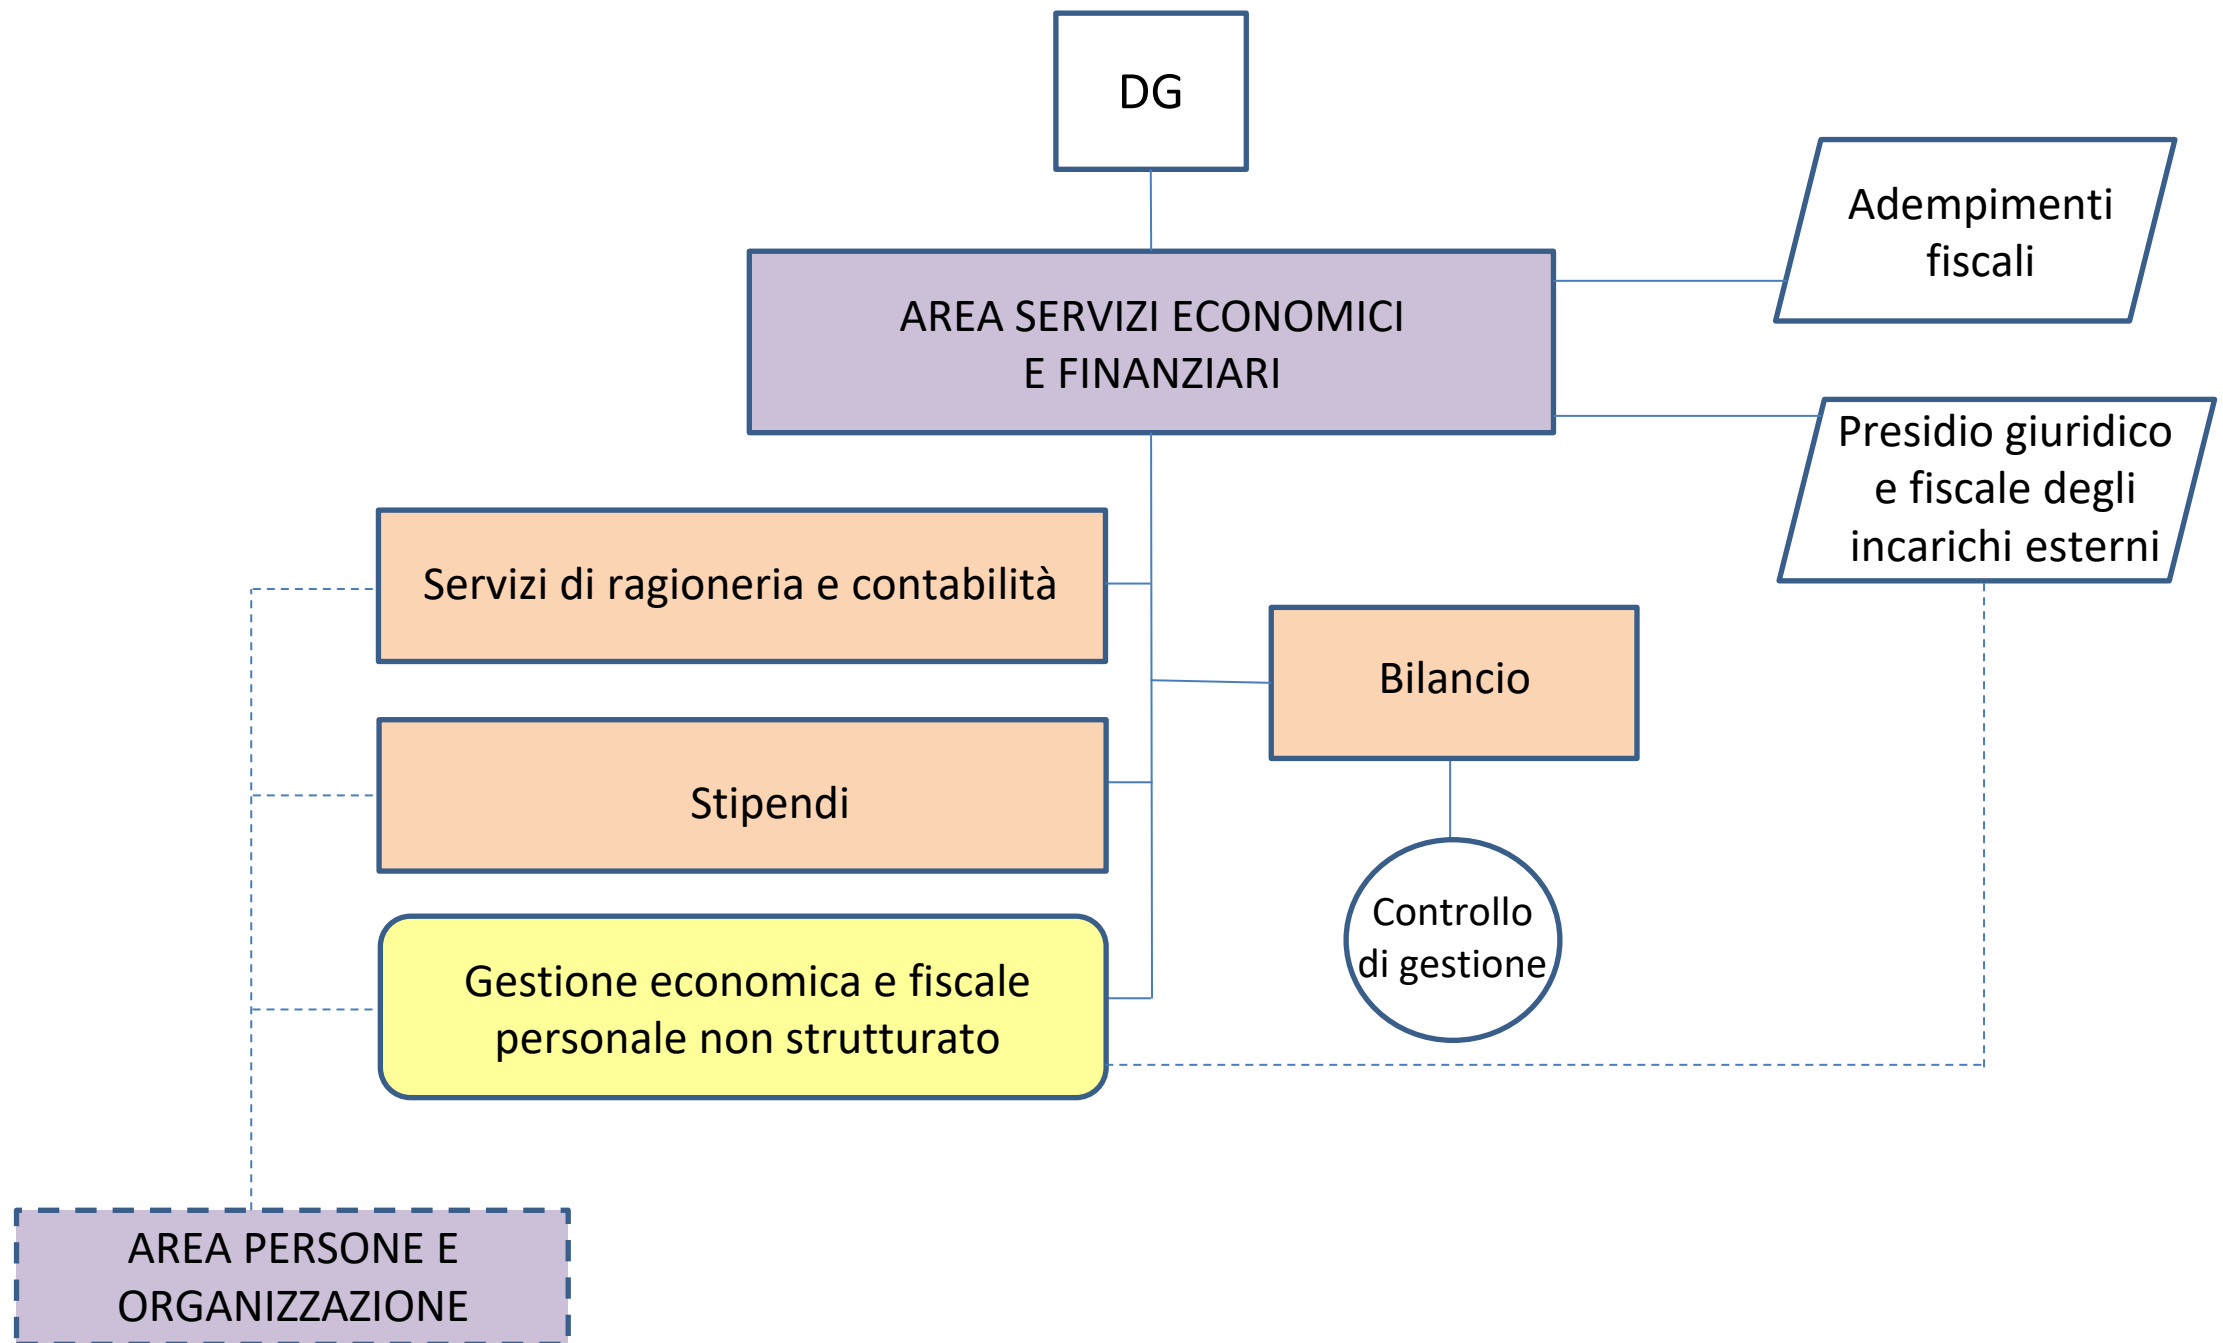 DG
Adempimenti
fiscali
AREA SERVIZI ECONOMICI
E FINANZIARI
Presidio giuridico
e fiscale degli
incarichi esterni
Servizi di ragioneria e contabilità
Bilancio
Stipendi
Controllo
di gestione
Gestione economica e fiscale
personale non strutturato
AREA PERSONE E
ORGANIZZAZIONE